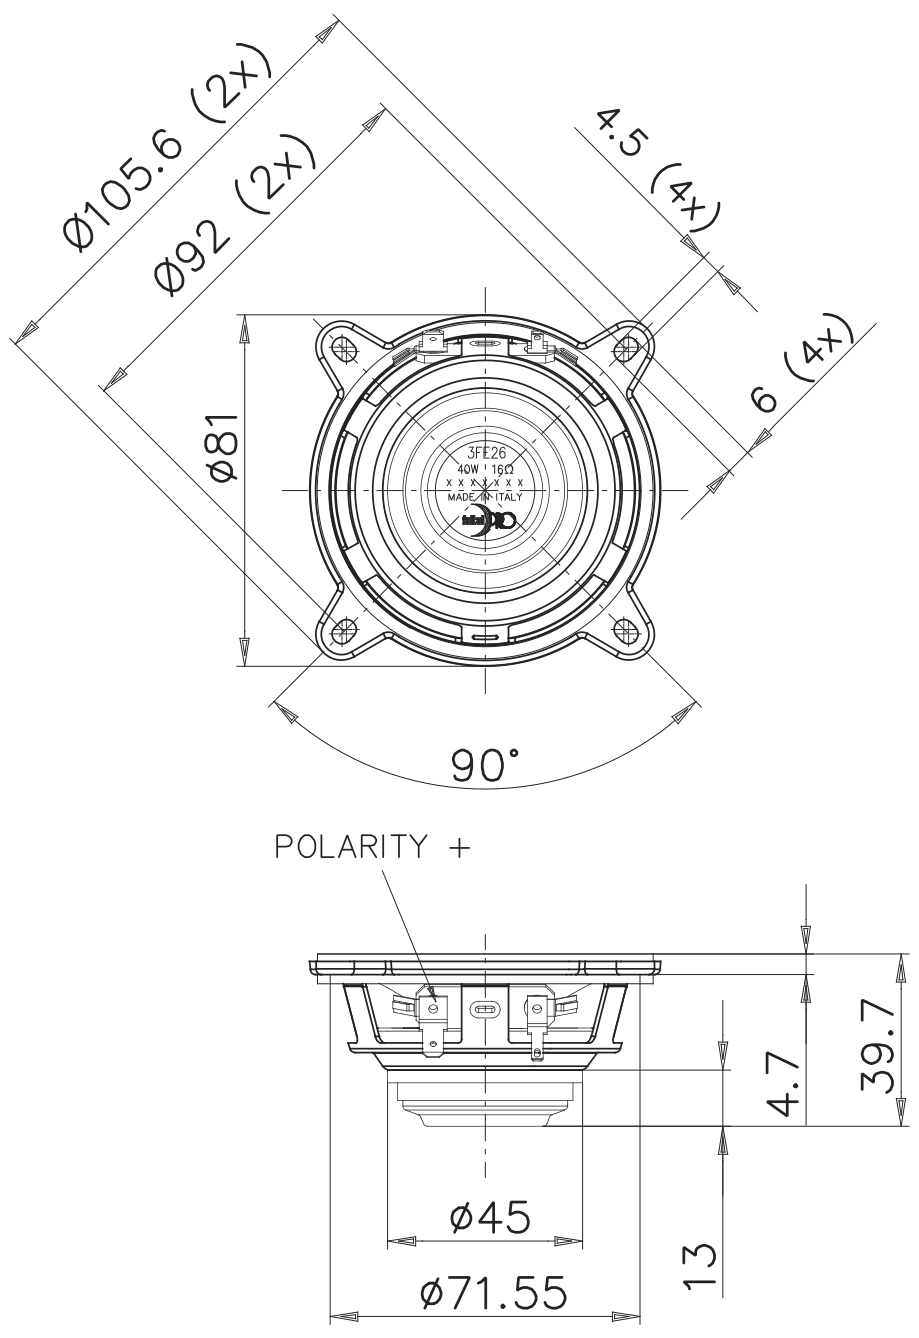 Ø105.6 (2x)
Ø92 (2x)
4.5 (4x)
6 (4x)
Ø81
3FE26
40W 16Ω
x x x x x x x
MADE IN ITALY
PRO
90°
POLARITY +
4.7
39.7
13
Ø45
Ø71.55